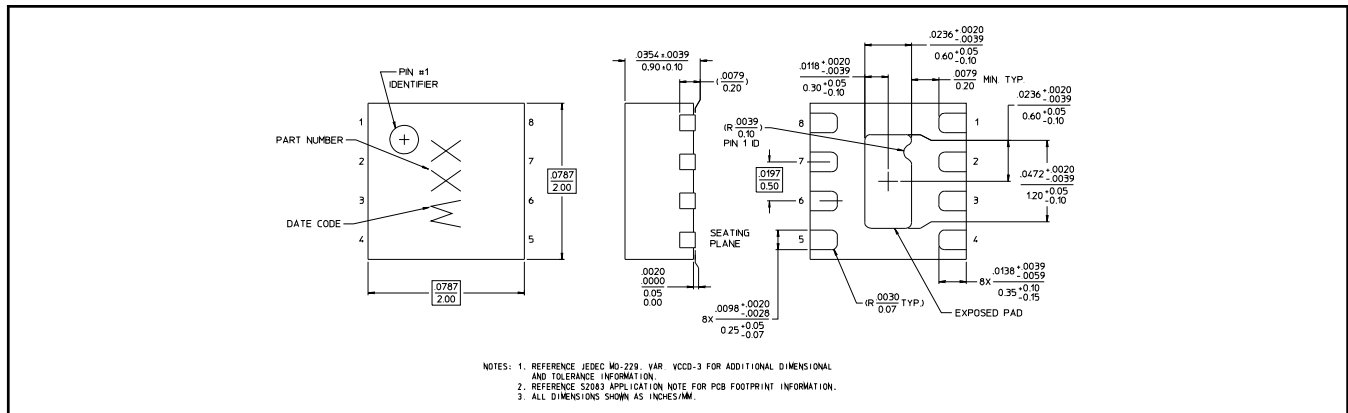 PIN #1
IDENTIFIER
PART NUMBER
DATE CODE
1
2
3
4
8
7
6
5
XX
.0787
2.00
.0787
2.00
.0354±.0039
0.90±0.10
(.0079
0.20)
SEATING
PLANE
.0020
.0000
0.05
0.00
.0236 +.0020
-.0039
0.60 +0.05
-0.10
.0118 +.0020
-.0039
0.30 +0.05
-0.10
.0079
0.20 MIN. TYP.
.0236 +.0020
-.0039
0.60 +0.05
-0.10
(R .0039
0.10)
PIN 1 ID
.0197
0.50
8
7
6
5
1
2
3
4
.0472 +.0020
-.0039
1.20 +0.05
-0.10
8X .0138 +.0039
-.0059
0.35 +0.10
-0.15
(R .0030
0.07 TYP.)
8X .0098 +.0020
-.0028
0.25 +0.05
-0.07
EXPOSED PAD
NOTES: 1. REFERENCE JEDEC MO-229, VAR. VCCD-3 FOR ADDITIONAL DIMENSIONAL
AND TOLERANCE INFORMATION.
2. REFERENCE S2083 APPLICATION NOTE FOR PCB FOOTPRINT INFORMATION.
3. ALL DIMENSIONS SHOWN AS INCHES/MM.